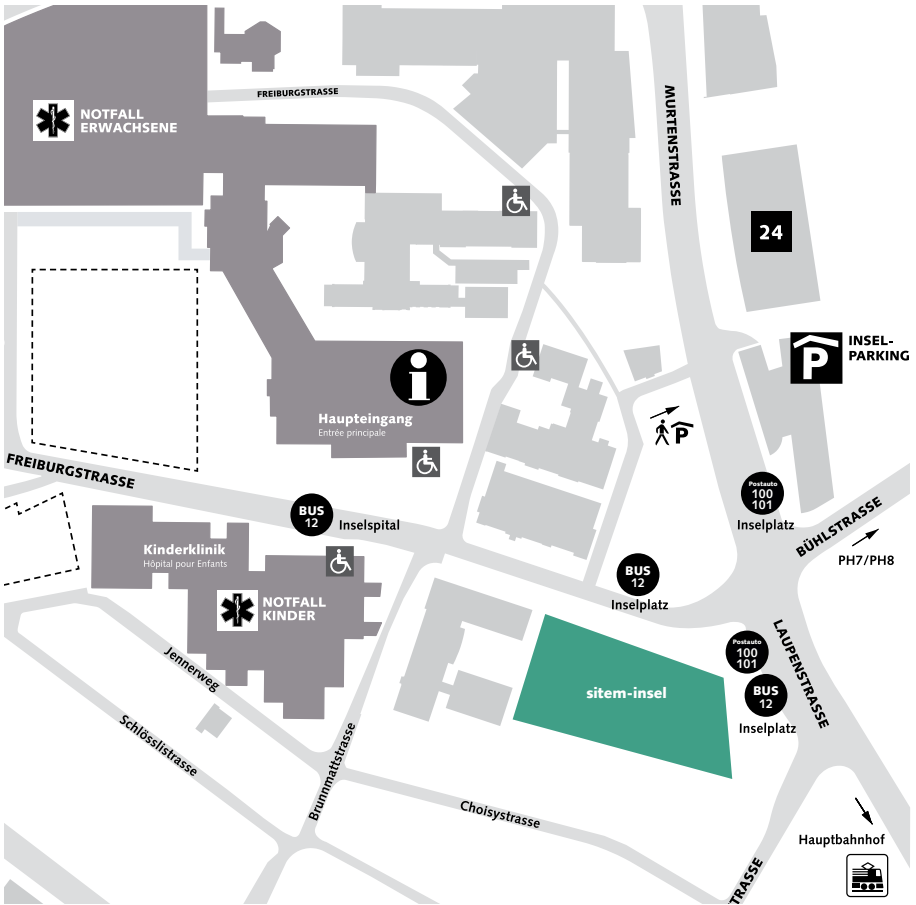 FREIBURGSTRASSE
NOTFALL
ERWACHSENE
MURTENSTRASSE
24
INSEL-
PARKING
P
i
Haupteingang
Entrée principale
P
FREIBURGSTRASSE
BUS
12
Inselspital
Postauto
100
101
Inselplatz
BÜHLSTRASSE
PH7/PH8
Kinderklinik
Hôpital pour Enfants
NOTFALL
KINDER
BUS
12
Inselplatz
Postauto
100
101
BUS
12
Inselplatz
LAUPENSTRASSE
sitem-insel
Jennerweg
Schlösslistrasse
Brunnmattstrasse
Choisystrasse
Hauptbahnhof
TRASSE